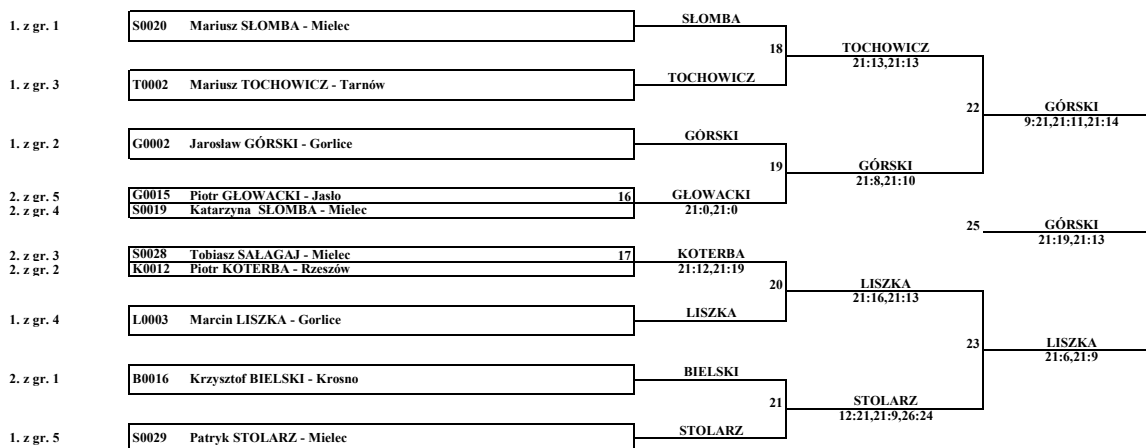 SŁOMBA
1. z gr. 1 S0020 Mariusz SŁOMBA - Mielec
18 TOCHOWICZ
21:13,21:13
1. z gr. 3 T0002 Mariusz TOCHOWICZ - Tarnów TOCHOWICZ
22 GÓRSKI
9:21,21:11,21:14
1. z gr. 2 G0002 Jarosław GÓRSKI - Gorlice GÓRSKI
19 GÓRSKI
21:8,21:10
2. z gr. 5 G0015 Piotr GŁOWACKI - Jasło 16 GŁOWACKI
2. z gr. 4 S0019 Katarzyna SŁOMBA - Mielec 21:0,21:0
25 GÓRSKI
21:19,21:13
2. z gr. 3 S0028 Tobiasz SAŁAGAJ - Mielec 17 KOTERBA
2. z gr. 2 K0012 Piotr KOTERBA - Rzeszów 21:12,21:19
20 LISZKA
21:16,21:13
1. z gr. 4 L0003 Marcin LISZKA - Gorlice LISZKA
23 LISZKA
21:6,21:9
2. z gr. 1 B0016 Krzysztof BIELSKI - Krosno BIELSKI
21 STOLARZ
12:21,21:9,26:24
1. z gr. 5 S0029 Patryk STOLARZ - Mielec STOLARZ